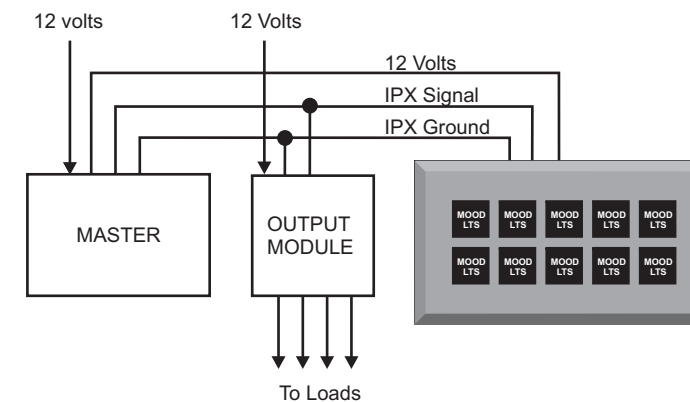 12 volts
12 Volts
12 Volts
IPX Signal
IPX Ground
MASTER
OUTPUT
MODULE
MOOD
LTS
MOOD
LTS
MOOD
LTS
MOOD
LTS
MOOD
LTS
MOOD
LTS
MOOD
LTS
MOOD
LTS
MOOD
LTS
MOOD
LTS
To Loads